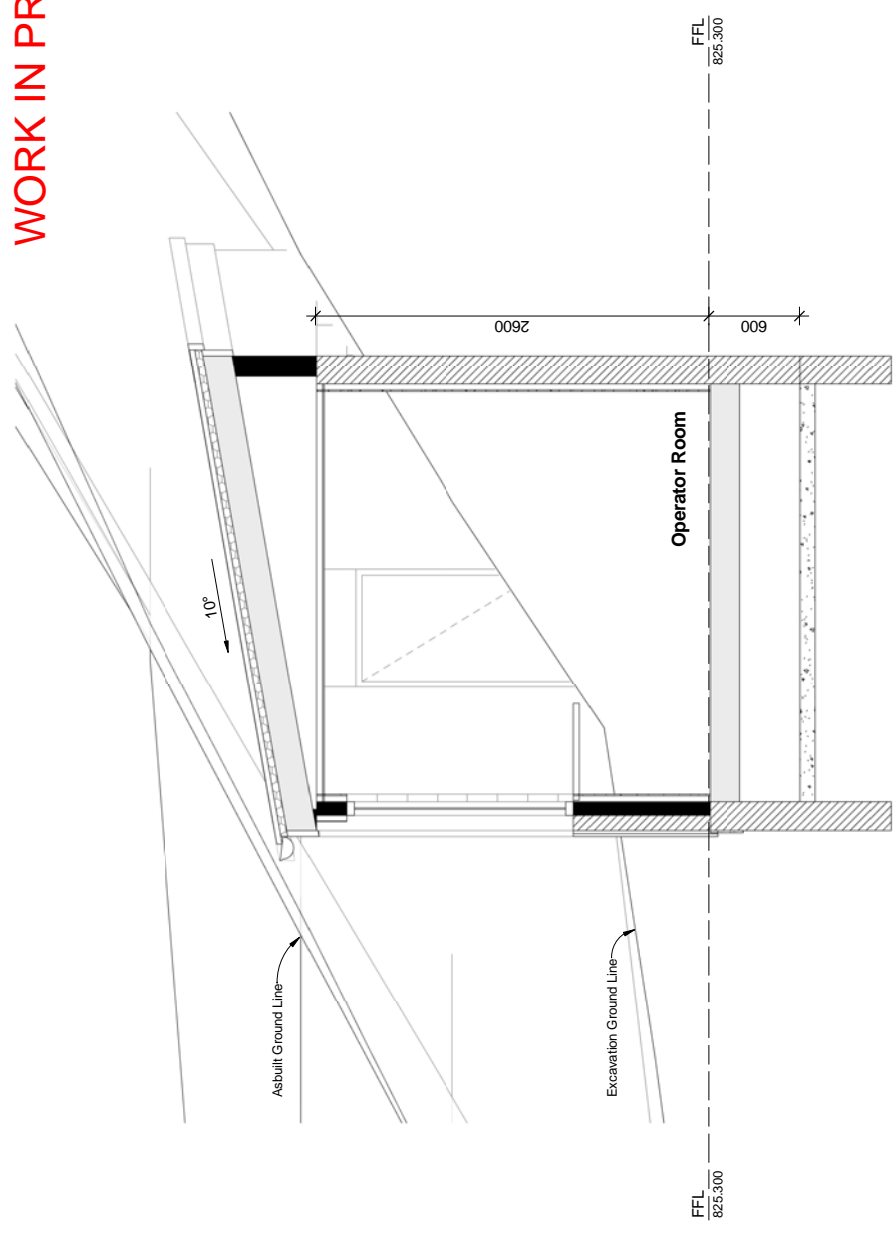 WORK IN PR
FFL
825.300
2600
600
10°
Operator Room
Asbuilt Ground Line
Excavation Ground Line
FFL
825.300